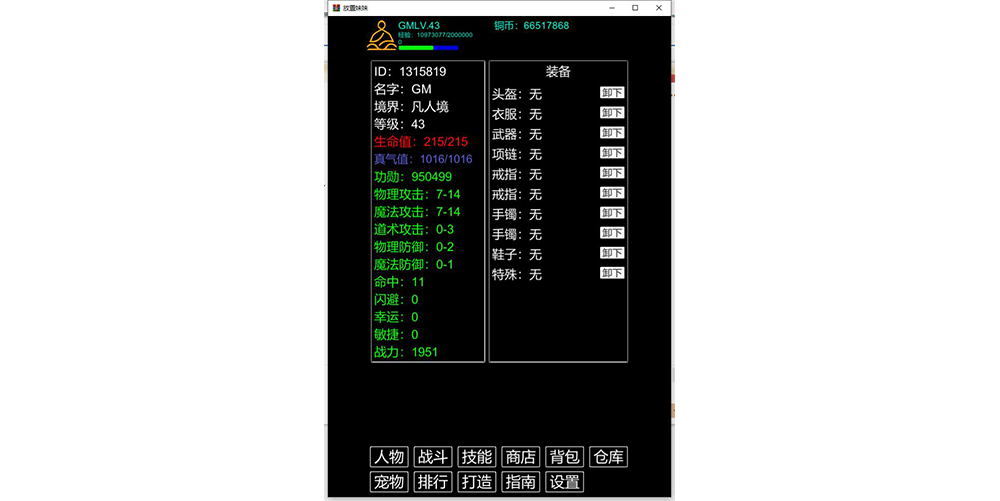 放置妹妹
GMLV.43
铜币：66517868
经验：10973077/2000000
0
ID：1315819
名字：GM
境界：凡人境
等级：43
生命值：215/215
真气值：1016/1016
功勋：950499
物理攻击：7-14
魔法攻击：7-14
道术攻击：0-3
物理防御：0-2
魔法防御：0-1
命中：11
闪避：0
幸运：0
敏捷：0
战力：1951
装备
头盔：无 卸下
衣服：无 卸下
武器：无 卸下
项链：无 卸下
戒指：无 卸下
戒指：无 卸下
手镯：无 卸下
手镯：无 卸下
鞋子：无 卸下
特殊：无 卸下
人物 战斗 技能 商店 背包 仓库
宠物 排行 打造 指南 设置